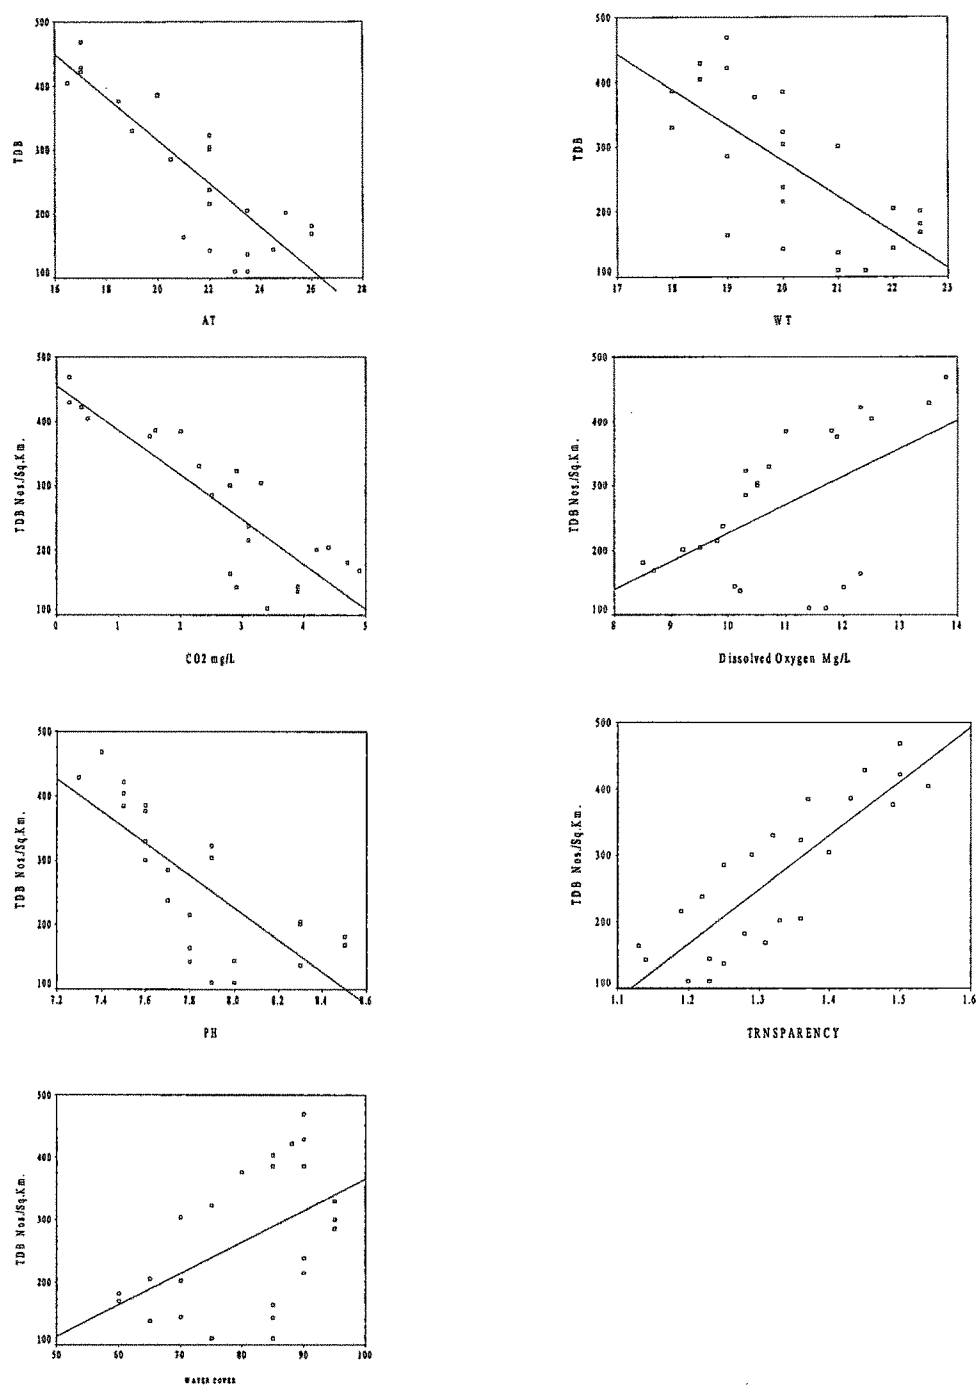 500
400
300
200
100
TDB
16 18 20 22 24 26 28
AT
500
400
300
200
100
TDB
17 18 19 20 21 22 23
WT
500
400
300
200
100
TDB Nos./Sq.Km.
0 1 2 3 4 5
CO2 mg/L
500
400
300
200
100
TDB Nos./Sq.Km.
8 9 10 11 12 13 14
Dissolved Oxygen Mg/L
500
400
300
200
100
TDB Nos./Sq.Km.
7.2 7.4 7.6 7.8 8.0 8.2 8.4 8.6
PH
500
400
300
200
100
TDB Nos./Sq.Km.
1.1 1.2 1.3 1.4 1.5 1.6
TRNSPARENCY
500
400
300
200
100
TDB Nos./Sq.Km.
50 60 70 80 90 100
WATER COVER